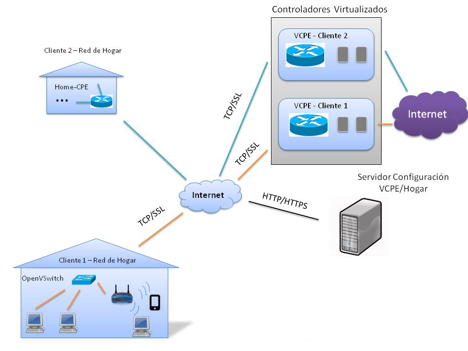 Controladores Virtualizados
VCPE - Cliente 2
Cliente 2 – Red de Hogar
Home-CPE
...
TCP/SSL
VCPE - Cliente 1
Internet
TCP/SSL
Servidor Configuración
VCPE/Hogar
Internet
HTTP/HTTPS
TCP/SSL
Cliente 1 – Red de Hogar
OpenVSwitch